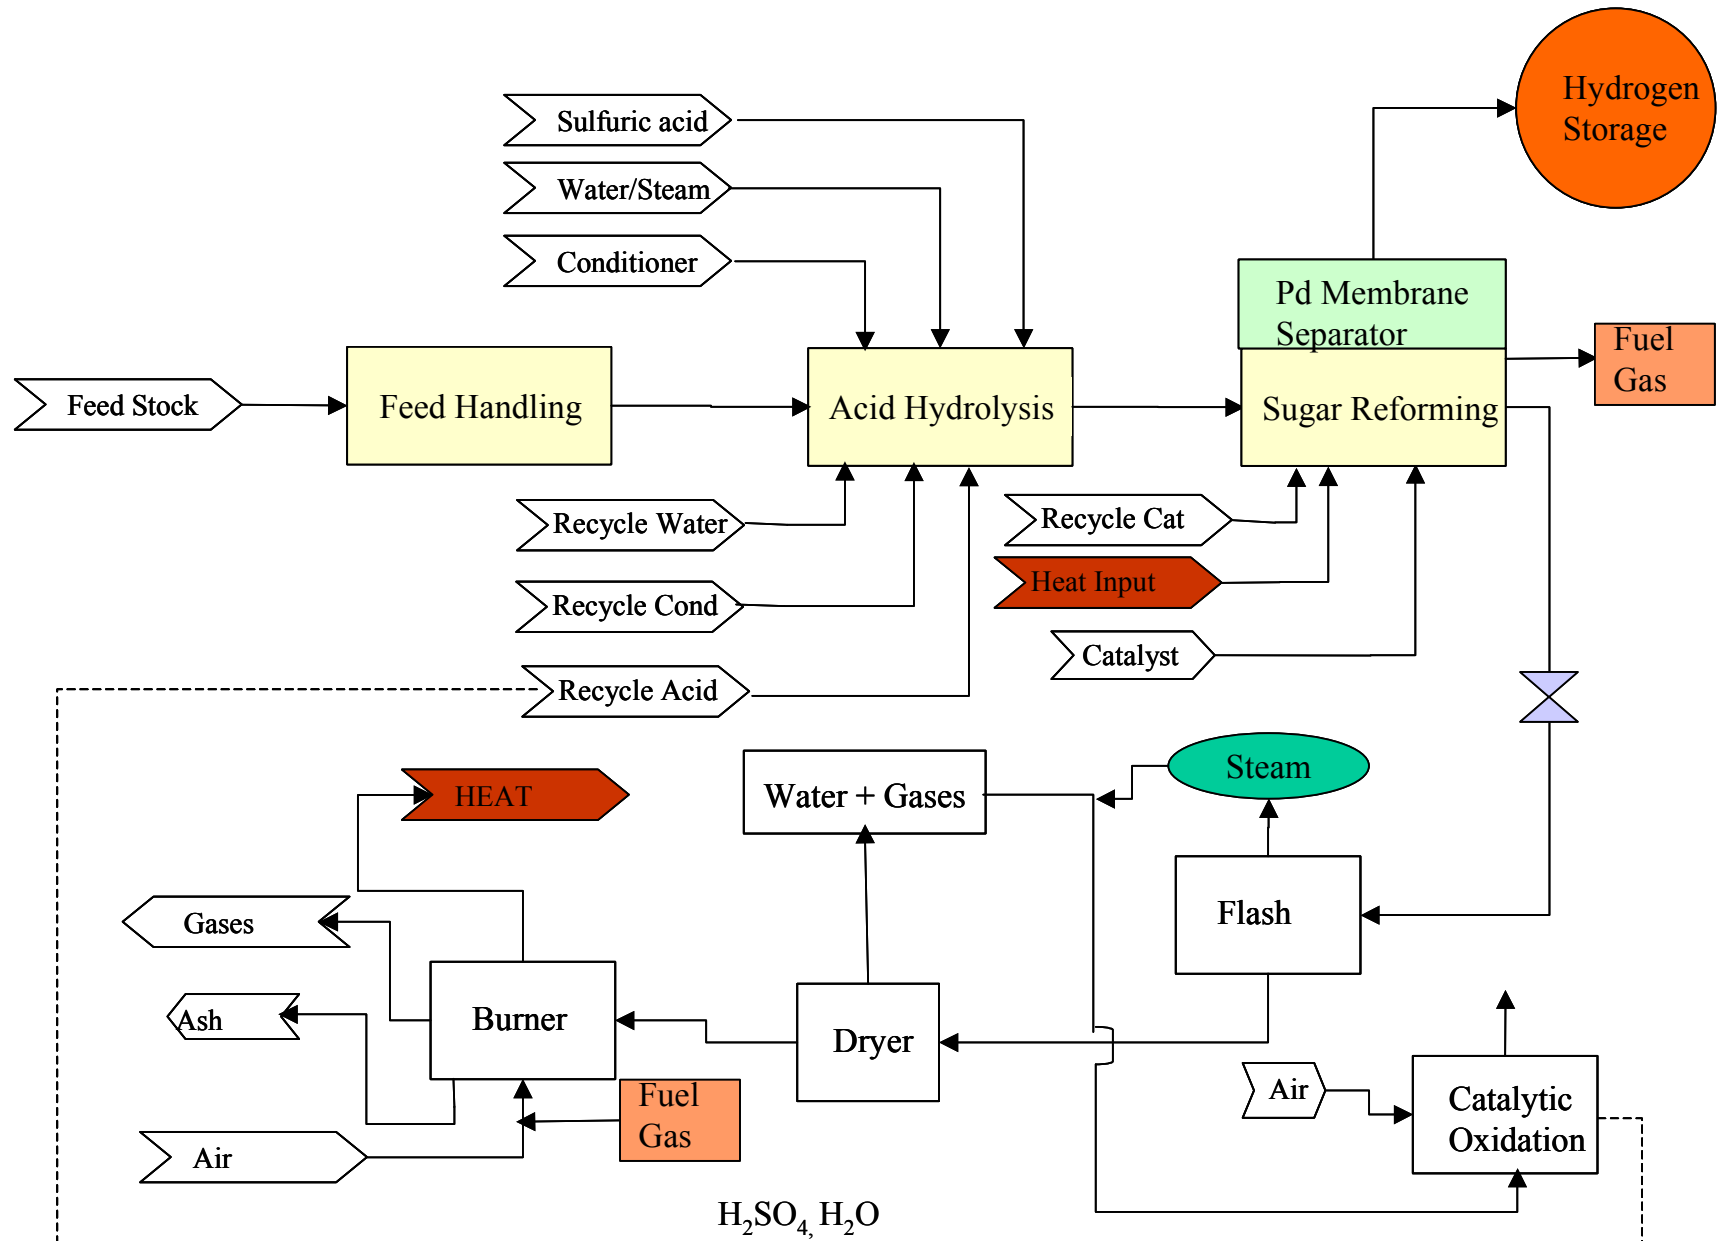 Hydrogen
Storage
Sulfuric acid
Water/Steam
Conditioner
Pd Membrane
Separator
Fuel
Gas
Feed Stock
Feed Handling
Acid Hydrolysis
Sugar Reforming
Recycle Water
Recycle Cat
Heat Input
Recycle Cond
Catalyst
Recycle Acid
Steam
HEAT
Water + Gases
Gases
Flash
Ash
Burner
Dryer
Air
Catalytic
Oxidation
Fuel
Gas
Air
H₂SO₄, H₂O